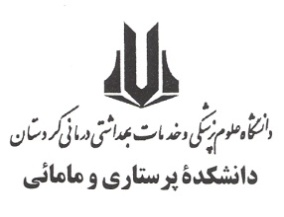 دانشگاه علوم پزشکی و خدمات بهداشتی درمانی کردستان
دانشکدهٔ پرستاری و مامائی